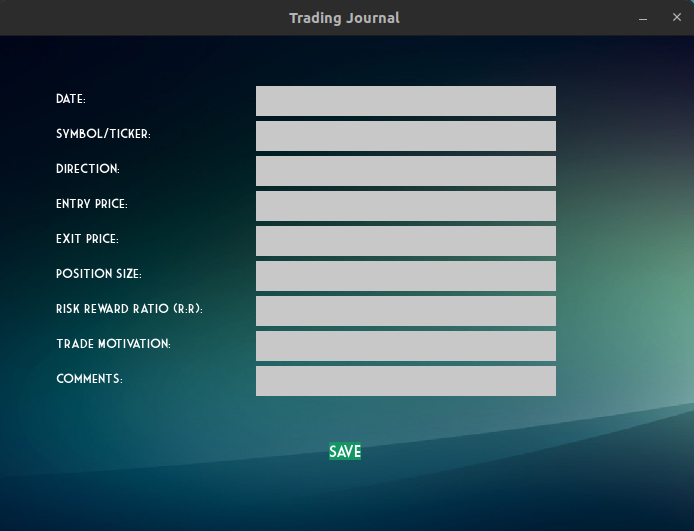 Trading Journal
DATE:
SYMBOL/TICKER:
DIRECTION:
ENTRY PRICE:
EXIT PRICE:
POSITION SIZE:
RISK REWARD RATIO (R:R):
TRADE MOTIVATION:
COMMENTS:
SAVE